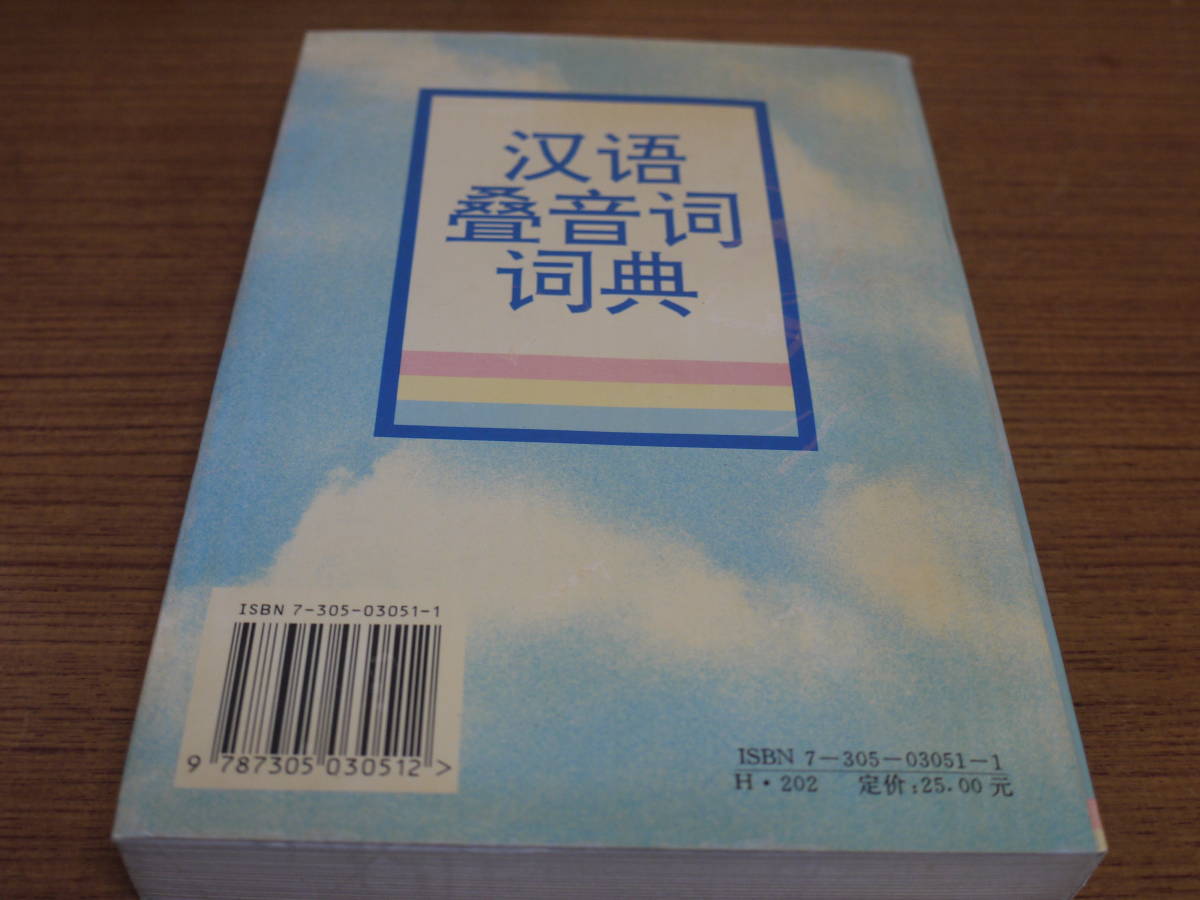 汉语
叠音词
词典
ISBN 7-305-03051-1
9 787305 030512 >
ISBN 7-305-03051-1
H·202 定价:25.00元